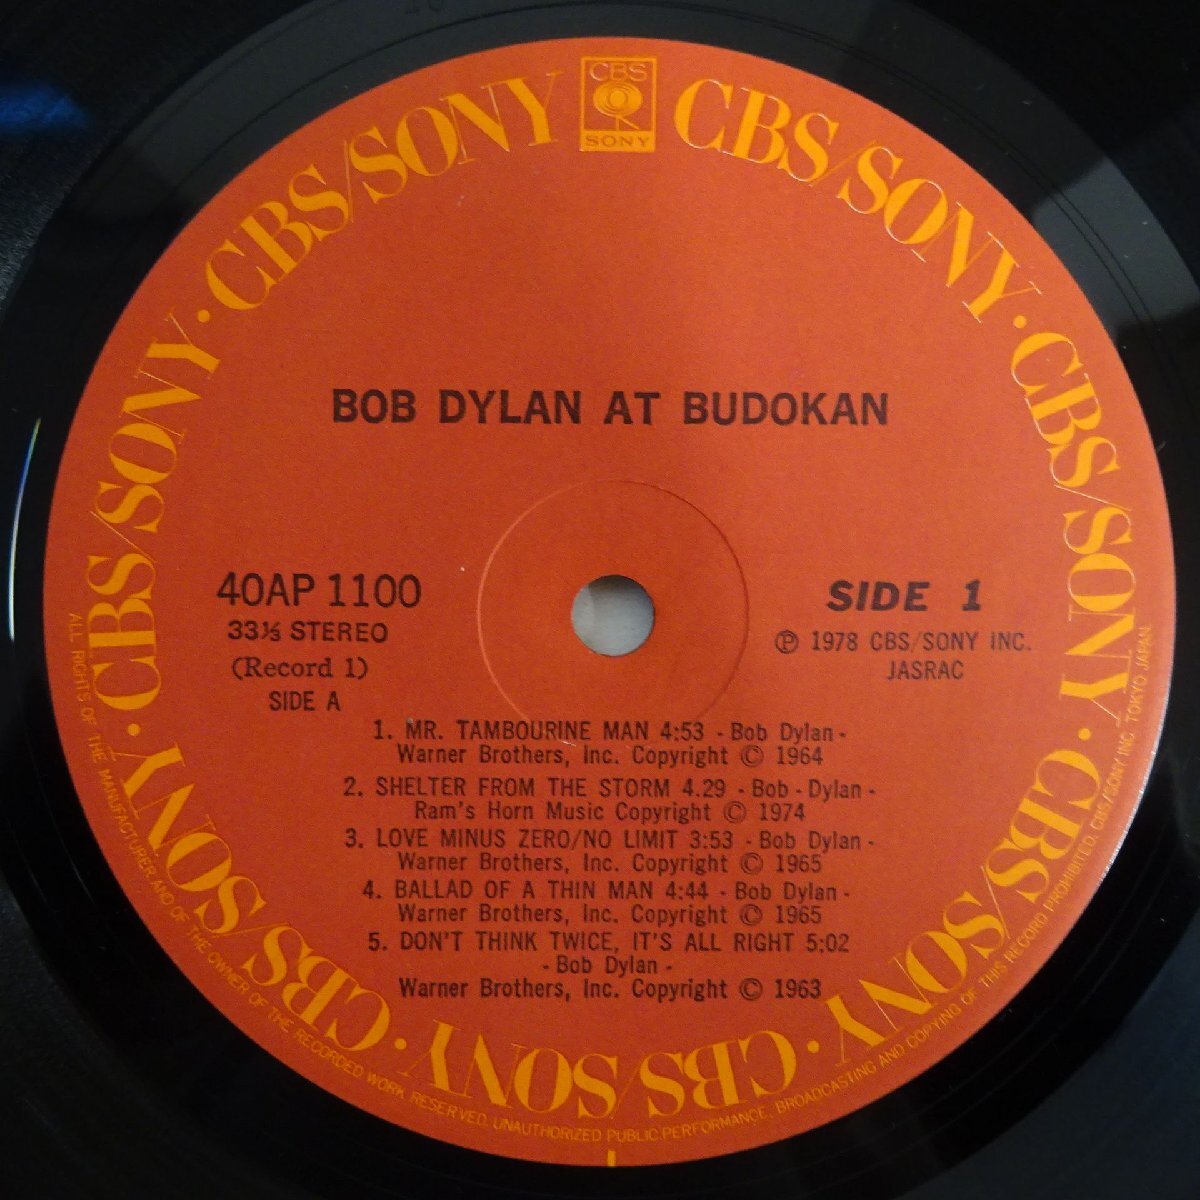 CBS
SONY
CBS/SONY · CBS/SONY · CBS/SONY · CBS/SONY · CBS/SONY · CBS/SONY · CBS/SONY · CBS/SONY
BOB DYLAN AT BUDOKAN
40AP 1100
33⅓ STEREO
(Record 1)
SIDE A
SIDE 1
Ⓟ 1978 CBS/SONY INC.
JASRAC
1. MR. TAMBOURINE MAN 4:53 - Bob Dylan -
Warner Brothers, Inc. Copyright © 1964
2. SHELTER FROM THE STORM 4.29 - Bob - Dylan -
Ram's Horn Music Copyright © 1974
3. LOVE MINUS ZERO/NO LIMIT 3:53 - Bob Dylan -
Warner Brothers, Inc. Copyright © 1965
4. BALLAD OF A THIN MAN 4:44 - Bob Dylan -
Warner Brothers, Inc. Copyright © 1965
5. DON'T THINK TWICE, IT'S ALL RIGHT 5:02
- Bob Dylan -
Warner Brothers, Inc. Copyright © 1963
ALL RIGHTS OF THE MANUFACTURER AND OF THE OWNER OF THE RECORDED WORK RESERVED. UNAUTHORIZED PUBLIC PERFORMANCE, BROADCASTING AND COPYING OF THIS RECORD PROHIBITED. CBS/SONY INC. TOKYO JAPAN